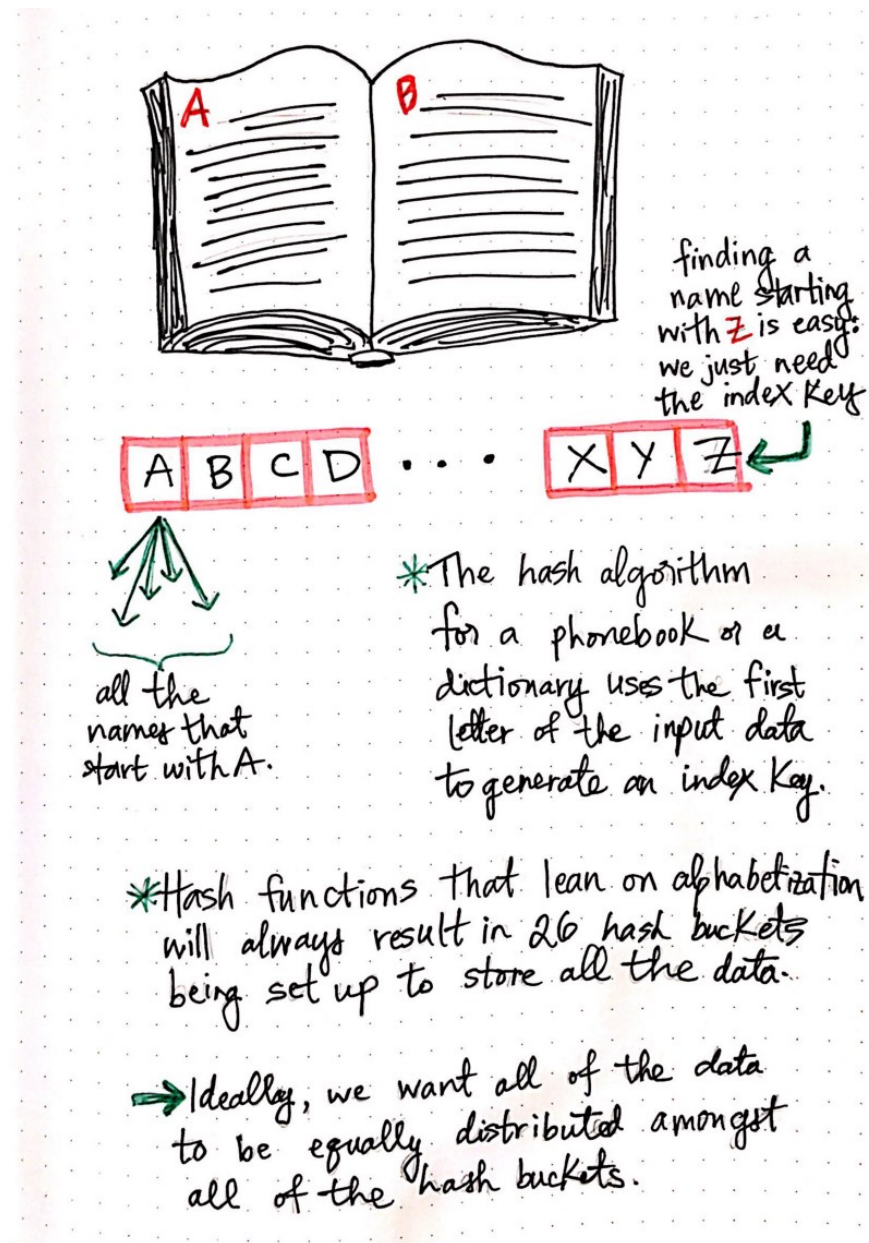 A B
finding a
name starting
with Z is easy:
we just need
the index key
A B C D . . . X Y Z
all the
names that
start with A.
*The hash algorithm
for a phonebook or a
dictionary uses the first
letter of the input data
to generate an index key.
*Hash functions that lean on alphabetization
will always result in 26 hash buckets
being set up to store all the data.
→Ideally, we want all of the data
to be equally distributed amongst
all of the hash buckets.